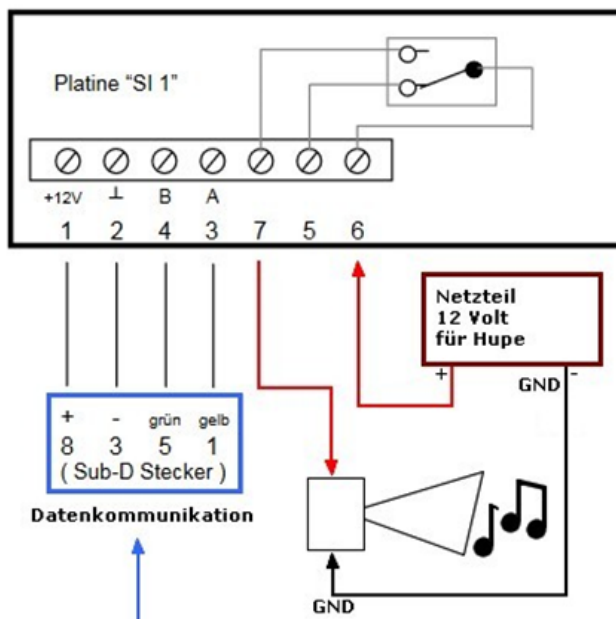 Platine "SI 1"
+12V ⊥ B A
1 2 4 3 7 5 6
Netzteil
12 Volt
für Hupe
+ -
GND
+ - grün gelb
8 3 5 1
( Sub-D Stecker )
Datenkommunikation
GND